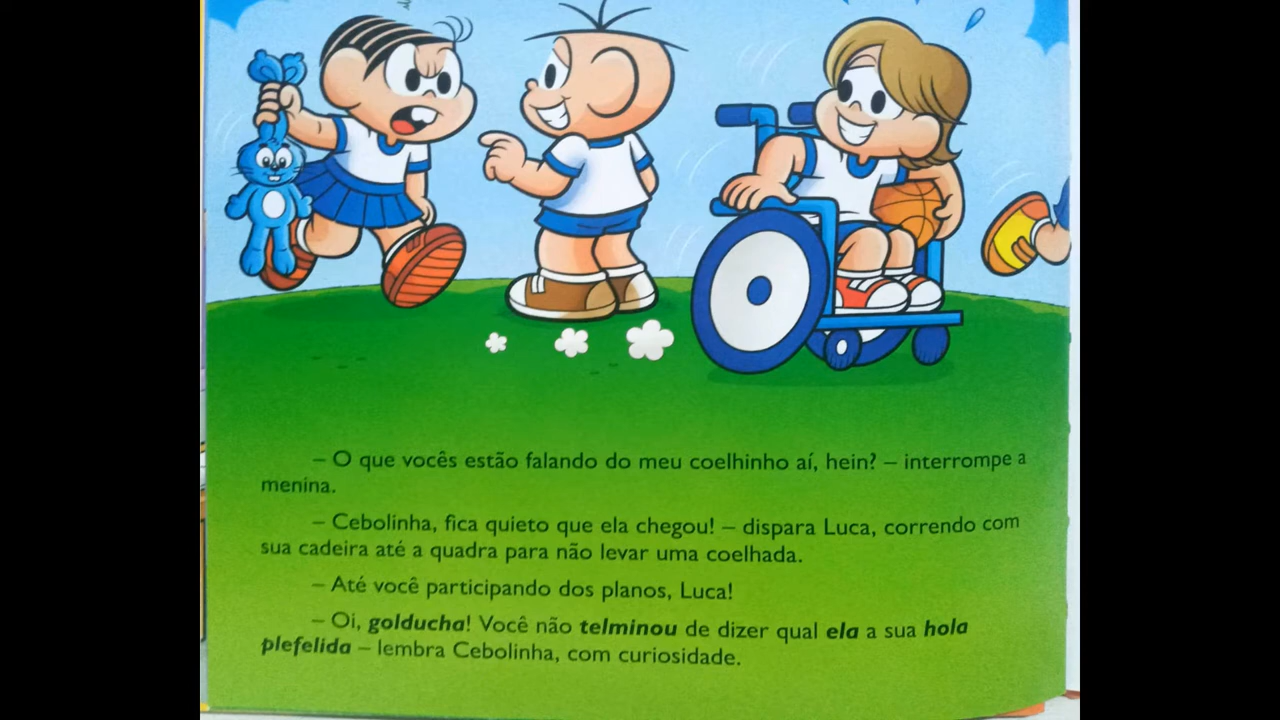 – O que vocês estão falando do meu coelhinho aí, hein? – interrompe a
menina.
– Cebolinha, fica quieto que ela chegou! – dispara Luca, correndo com
sua cadeira até a quadra para não levar uma coelhada.
– Até você participando dos planos, Luca!
– Oi, golducha! Você não telminou de dizer qual ela a sua hola
plefelida – lembra Cebolinha, com curiosidade.